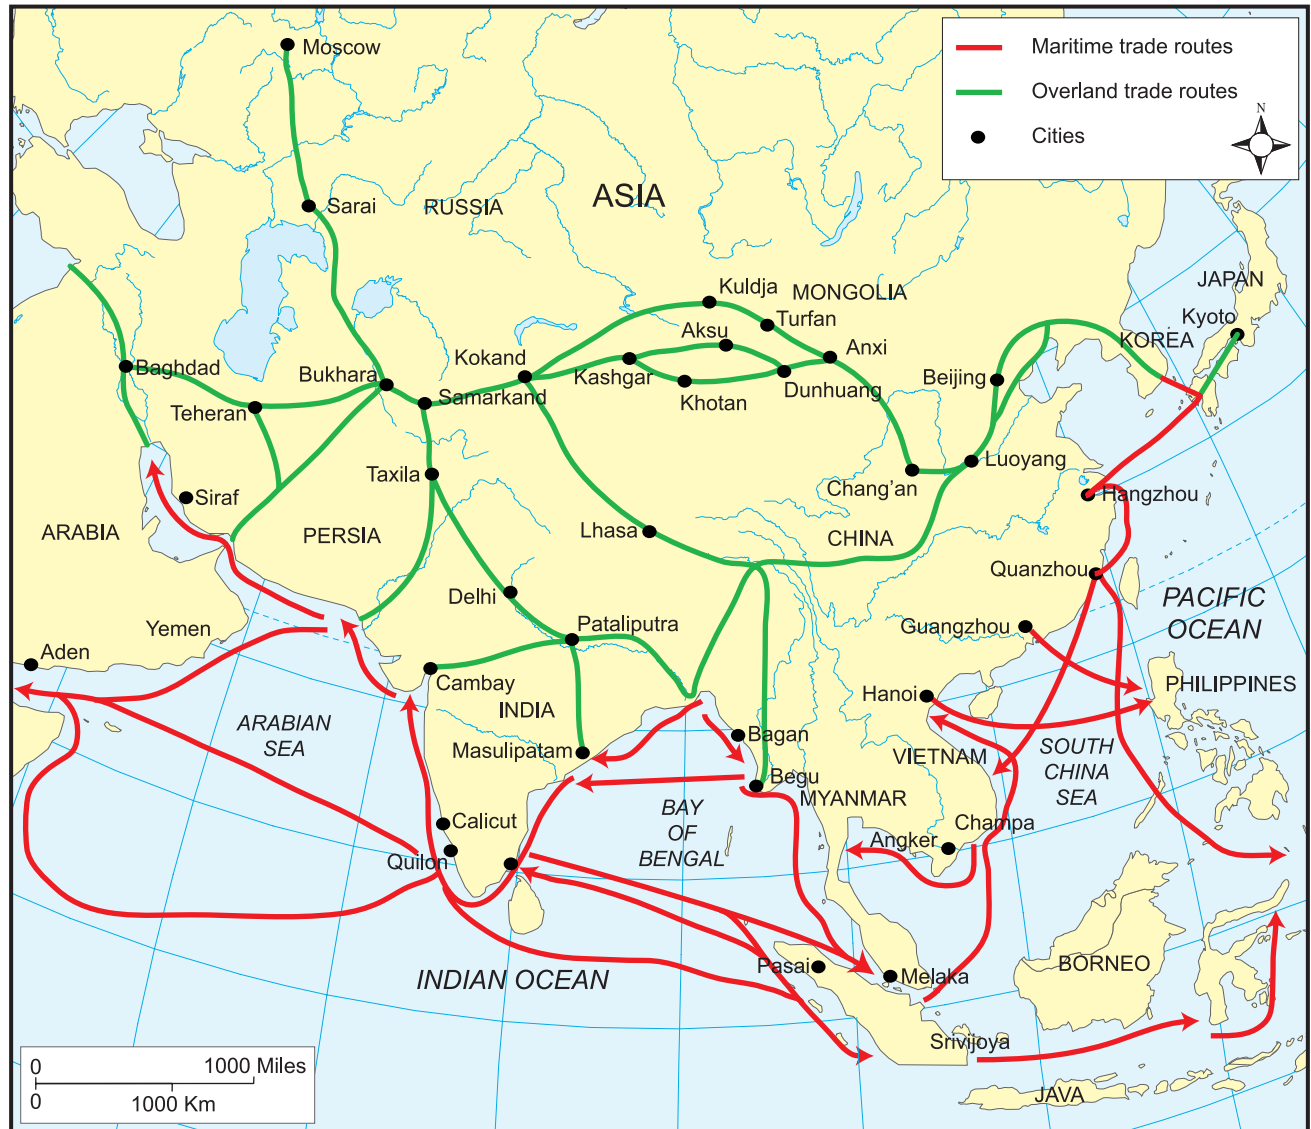 Maritime trade routes
Overland trade routes
Cities
N
Moscow
Sarai
RUSSIA
ASIA
JAPAN
Kuldja
MONGOLIA
Turfan
Kyoto
Aksu
Anxi
KOREA
Kokand
Baghdad
Bukhara
Kashgar
Dunhuang
Beijing
Samarkand
Khotan
Teheran
Taxila
Luoyang
Chang'an
Siraf
Hangzhou
ARABIA
PERSIA
Lhasa
CHINA
Quanzhou
Delhi
PACIFIC
OCEAN
Yemen
Pataliputra
Guangzhou
Aden
Cambay
Hanoi
PHILIPPINES
INDIA
ARABIAN
SEA
Bagan
Masulipatam
VIETNAM
SOUTH
CHINA
SEA
Begu
MYANMAR
BAY
OF
BENGAL
Calicut
Champa
Angker
Quilon
INDIAN OCEAN
Pasai
Melaka
BORNEO
Srivijoya
JAVA
0
1000 Miles
0
1000 Km